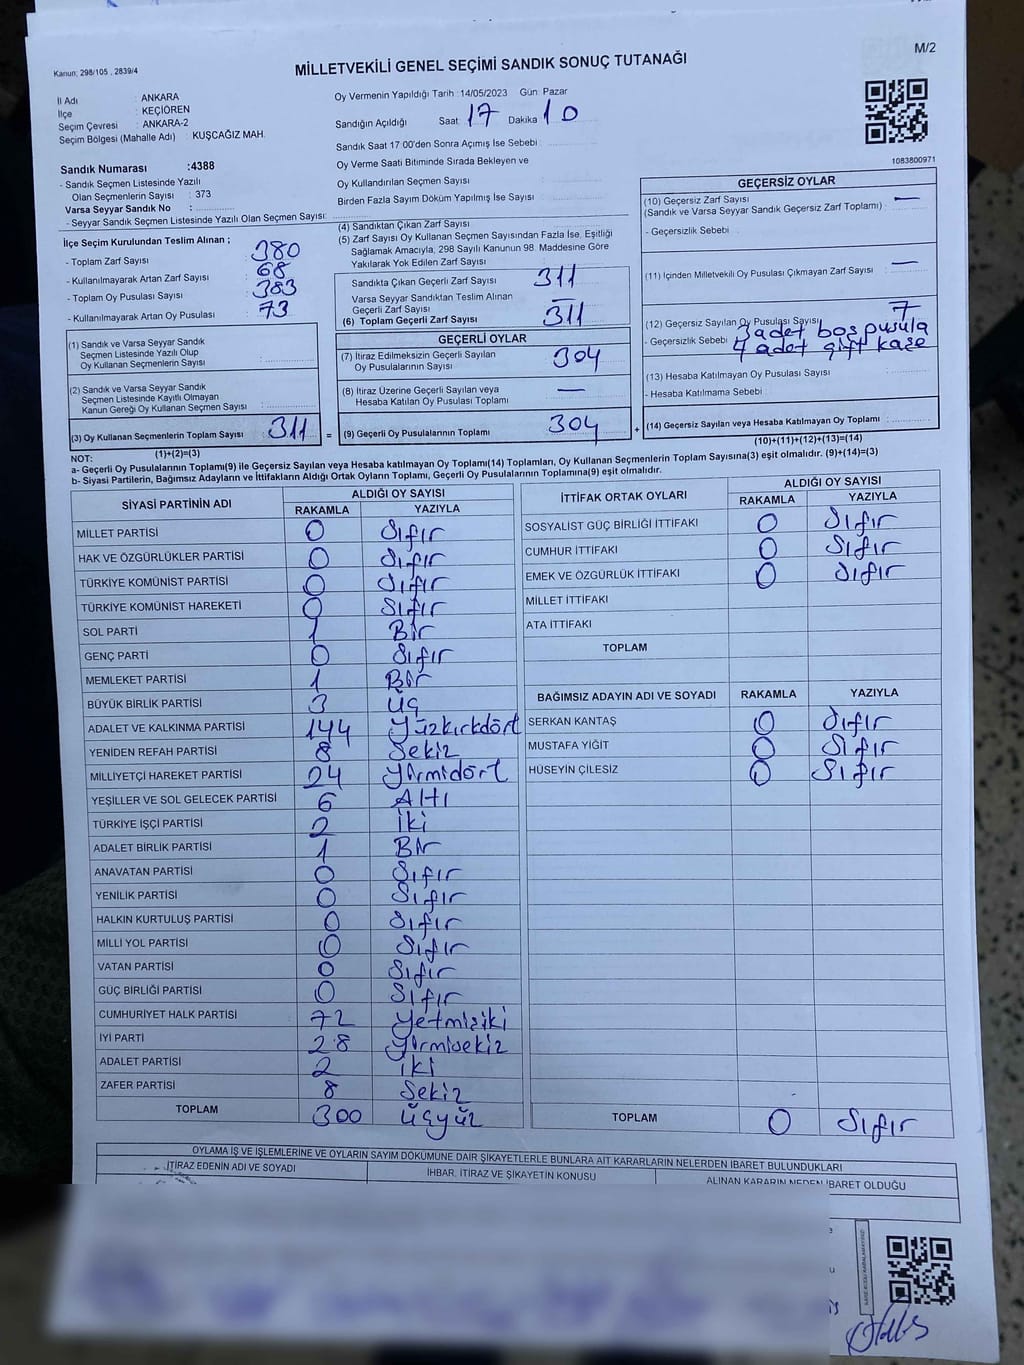 M/2
Kanun; 298/105 , 2839/4
MİLLETVEKİLİ GENEL SEÇİMİ SANDIK SONUÇ TUTANAĞI
İl Adı : ANKARA
İlçe : KEÇİÖREN
Seçim Çevresi : ANKARA-2
Seçim Bölgesi (Mahalle Adı) : KUŞCAĞIZ MAH.
Oy Vermenin Yapıldığı Tarih :14/05/2023 Gün: Pazar
Sandığın Açıldığı Saat: 17 Dakika 10
Sandık Saat 17.00'den Sonra Açımış İse Sebebi :
Oy Verme Saati Bitiminde Sırada Bekleyen ve
Oy Kullandırılan Seçmen Sayısı
Birden Fazla Sayım Döküm Yapılmış İse Sayısı :
1083800971
Sandık Numarası :4388
- Sandık Seçmen Listesinde Yazılı
Olan Seçmenlerin Sayısı : 373
Varsa Seyyar Sandık No :
- Seyyar Sandık Seçmen Listesinde Yazılı Olan Seçmen Sayısı:
İlçe Seçim Kurulundan Teslim Alınan ;
- Toplam Zarf Sayısı : 380
- Kullanılmayarak Artan Zarf Sayısı : 68
- Toplam Oy Pusulası Sayısı : 383
- Kullanılmayarak Artan Oy Pusulası : 73
(4) Sandıktan Çıkan Zarf Sayısı :
(5) Zarf Sayısı Oy Kullanan Seçmen Sayısından Fazla İse, Eşitliği
Sağlamak Amacıyla, 298 Sayılı Kanunun 98. Maddesine Göre
Yakılarak Yok Edilen Zarf Sayısı :
Sandıkta Çıkan Geçerli Zarf Sayısı : 311
Varsa Seyyar Sandıktan Teslim Alınan
Geçerli Zarf Sayısı : —
(6) Toplam Geçerli Zarf Sayısı : 311
GEÇERSİZ OYLAR
(10) Geçersiz Zarf Sayısı : —
(Sandık ve Varsa Seyyar Sandık Geçersiz Zarf Toplamı)
- Geçersizlik Sebebi :
(11) İçinden Milletvekili Oy Pusulası Çıkmayan Zarf Sayısı : —
(12) Geçersiz Sayılan Oy Pusulası Sayısı : 7
- Geçersizlik Sebebi : 3 adet boş pusula
4 adet çift kaşe
(13) Hesaba Katılmayan Oy Pusulası Sayısı :
- Hesaba Katılmama Sebebi :
(14) Geçersiz Sayılan veya Hesaba Katılmayan Oy Toplamı :
(10)+(11)+(12)+(13)=(14)
(1) Sandık ve Varsa Seyyar Sandık
Seçmen Listesinde Yazılı Olup
Oy Kullanan Seçmenlerin Sayısı :
(2) Sandık ve Varsa Seyyar Sandık
Seçmen Listesinde Kayıtlı Olmayan
Kanun Gereği Oy Kullanan Seçmen Sayısı :
(3) Oy Kullanan Seçmenlerin Toplam Sayısı : 311 =
(1)+(2)=(3)
GEÇERLİ OYLAR
(7) İtiraz Edilmeksizin Geçerli Sayılan
Oy Pusulasının Sayısı : 304
(8) İtiraz Üzerine Geçerli Sayılan veya
Hesaba Katılan Oy Pusulası Toplamı : —
(9) Geçerli Oy Pusulalarının Toplamı : 304 +
NOT:
a- Geçerli Oy Pusulalarının Toplamı(9) ile Geçersiz Sayılan veya Hesaba katılmayan Oy Toplamı(14) Toplamları, Oy Kullanan Seçmenlerin Toplam Sayısına(3) eşit olmalıdır. (9)+(14)=(3)
b- Siyasi Partilerin, Bağımsız Adayların ve İttifakların Aldığı Ortak Oyların Toplamı, Geçerli Oy Pusulalarının Toplamına(9) eşit olmalıdır.
SİYASİ PARTİNİN ADI
ALDIĞI OY SAYISI
RAKAMLA YAZIYLA
MİLLET PARTİSİ 0 Sıfır
HAK VE ÖZGÜRLÜKLER PARTİSİ 0 Sıfır
TÜRKİYE KOMÜNİST PARTİSİ 0 Sıfır
TÜRKİYE KOMÜNİST HAREKETİ 0 Sıfır
SOL PARTİ 1 Bir
GENÇ PARTİ 0 Sıfır
MEMLEKET PARTİSİ 1 Bir
BÜYÜK BİRLİK PARTİSİ 3 Üç
ADALET VE KALKINMA PARTİSİ 144 Yüzkırkdört
YENİDEN REFAH PARTİSİ 8 Sekiz
MİLLİYETÇİ HAREKET PARTİSİ 24 Yirmidört
YEŞİLLER VE SOL GELECEK PARTİSİ 6 Altı
TÜRKİYE İŞÇİ PARTİSİ 2 İki
ADALET BİRLİK PARTİSİ 1 Bir
ANAVATAN PARTİSİ 0 Sıfır
YENİLİK PARTİSİ 0 Sıfır
HALKIN KURTULUŞ PARTİSİ 0 Sıfır
MİLLİ YOL PARTİSİ 0 Sıfır
VATAN PARTİSİ 0 Sıfır
GÜÇ BİRLİĞİ PARTİSİ 0 Sıfır
CUMHURİYET HALK PARTİSİ 72 Yetmişiki
İYİ PARTİ 28 Yirmisekiz
ADALET PARTİSİ 2 İki
ZAFER PARTİSİ 8 Sekiz
TOPLAM 300 Üçyüz
İTTİFAK ORTAK OYLARI
ALDIĞI OY SAYISI
RAKAMLA YAZIYLA
SOSYALİST GÜÇ BİRLİĞİ İTTİFAKI 0 Sıfır
CUMHUR İTTİFAKI 0 Sıfır
EMEK VE ÖZGÜRLÜK İTTİFAKI 0 Sıfır
MİLLET İTTİFAKI
ATA İTTİFAKI
TOPLAM
BAĞIMSIZ ADAYIN ADI VE SOYADI RAKAMLA YAZIYLA
SERKAN KANTAŞ 0 Sıfır
MUSTAFA YİĞİT 0 Sıfır
HÜSEYİN ÇİLESİZ 0 Sıfır
TOPLAM 0 Sıfır
OYLAMA İŞ VE İŞLEMLERİNE VE OYLARIN SAYIM DÖKÜMÜNE DAİR ŞİKAYETLERLE BUNLARA AİT KARARLARIN NELERDEN İBARET BULUNDUKLARI
İTİRAZ EDENİN ADI VE SOYADI
İHBAR, İTİRAZ VE ŞİKAYETİN KONUSU
ALINAN KARARIN NEDEN İBARET OLDUĞU